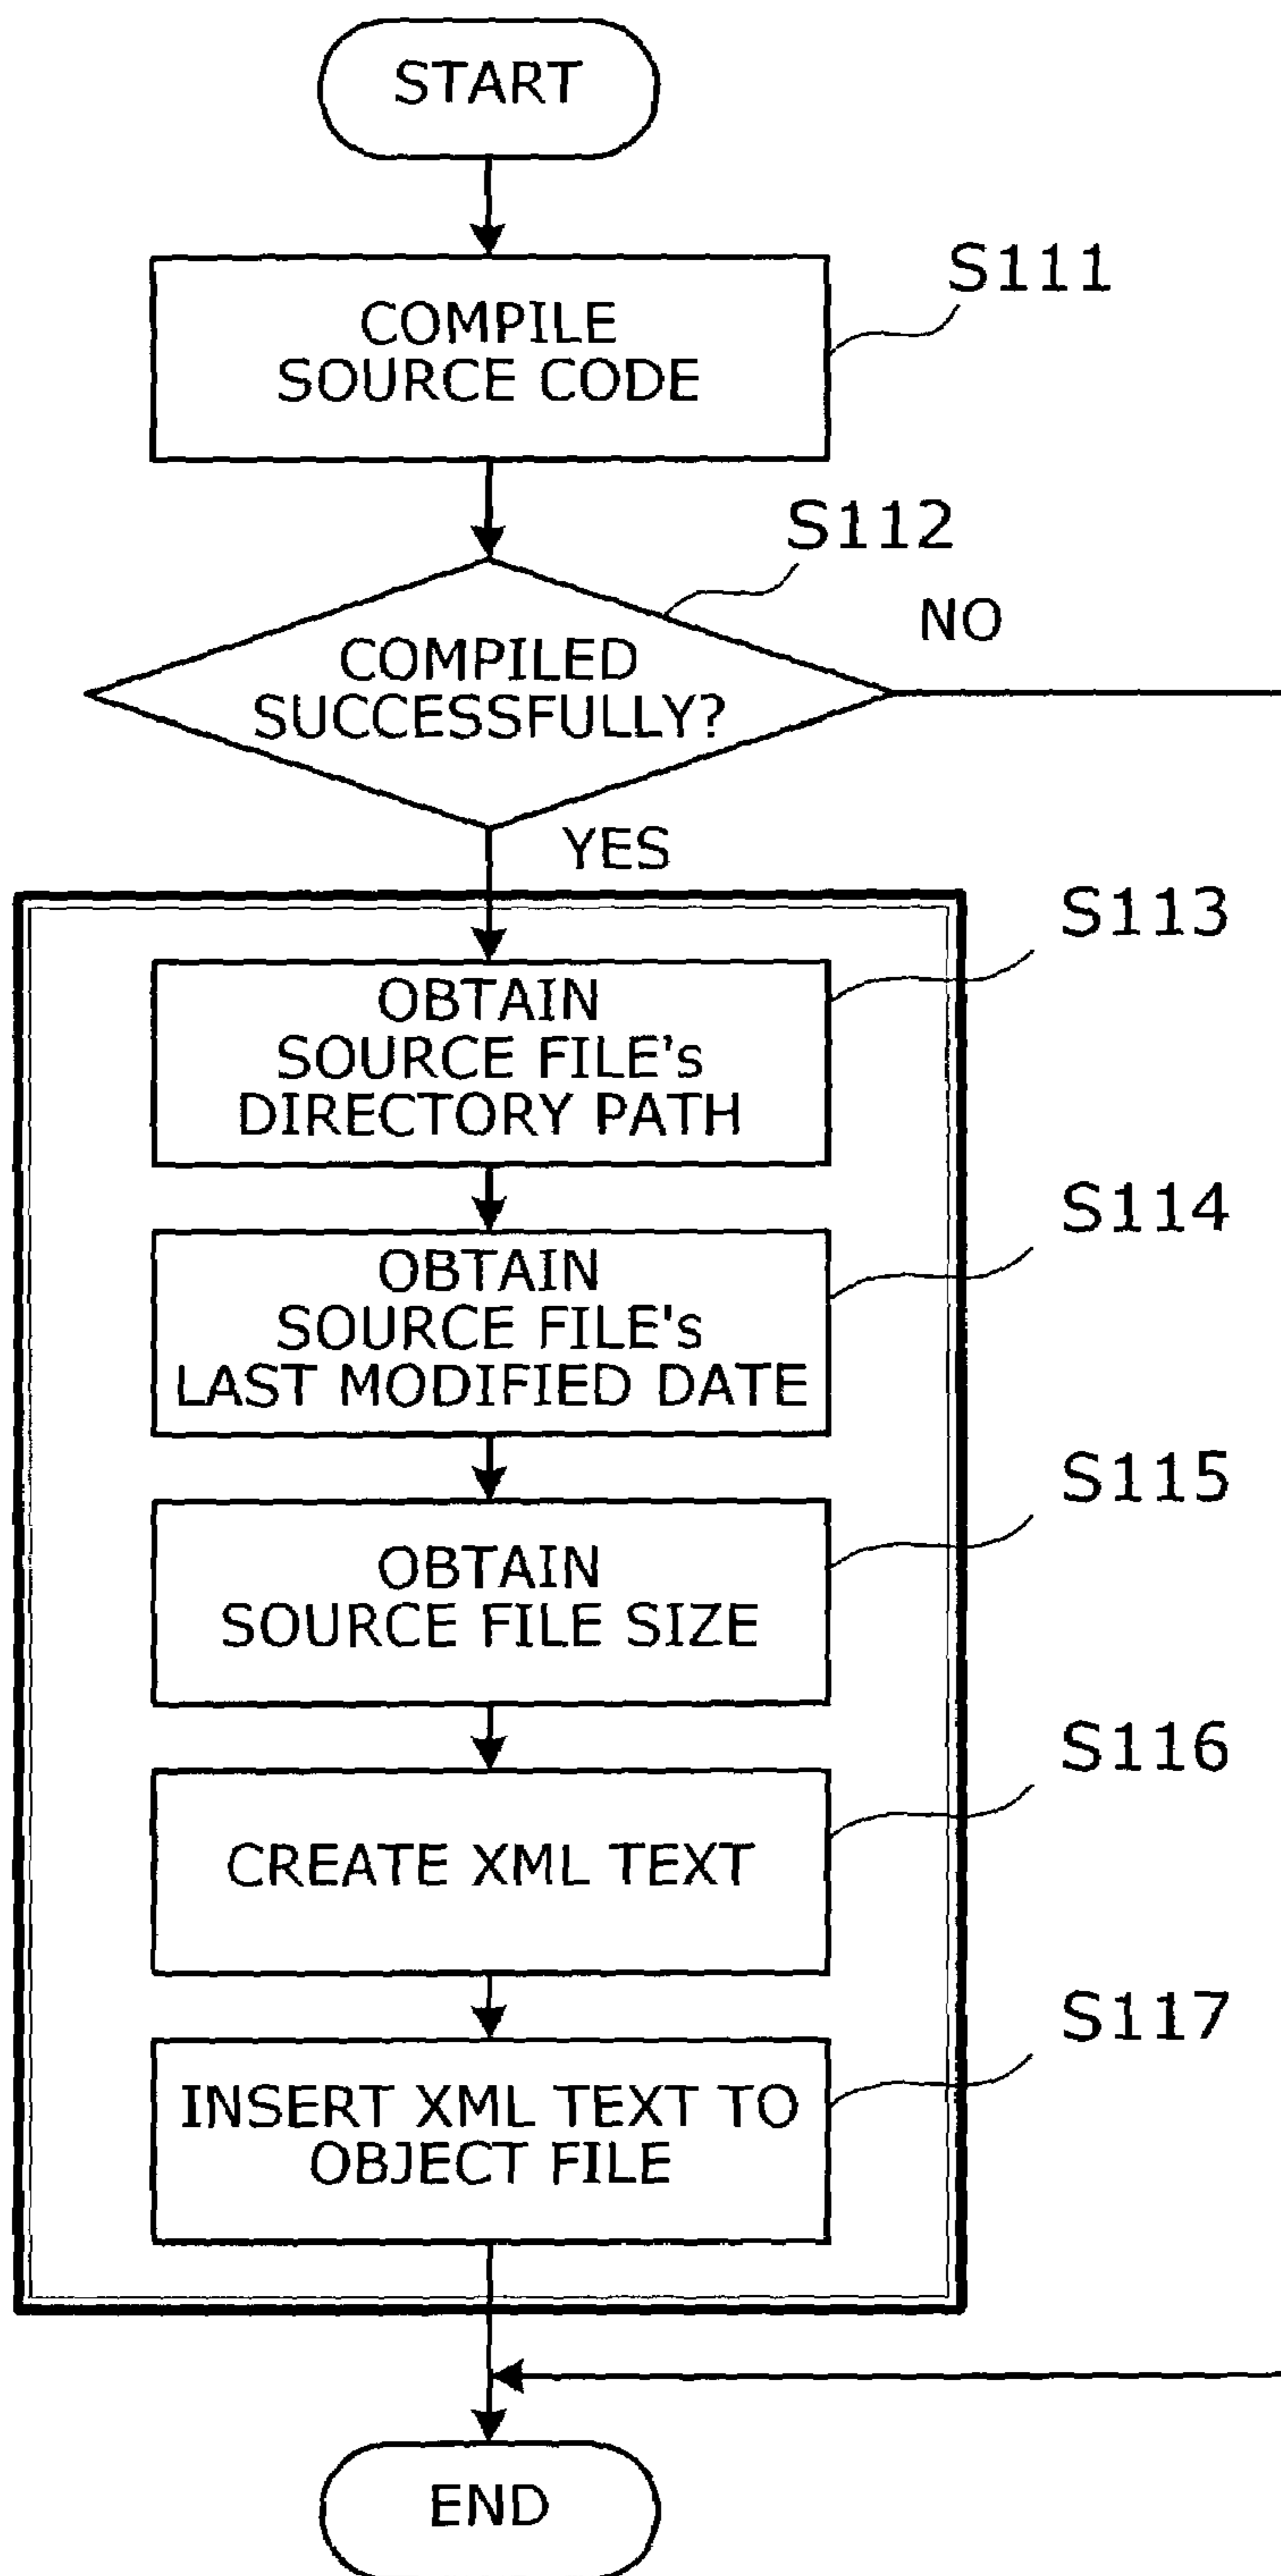 START
S111
COMPILE
SOURCE CODE
S112
NO
COMPILED
SUCCESSFULLY?
YES
S113
OBTAIN
SOURCE FILE's
DIRECTORY PATH
S114
OBTAIN
SOURCE FILE's
LAST MODIFIED DATE
S115
OBTAIN
SOURCE FILE SIZE
S116
CREATE XML TEXT
S117
INSERT XML TEXT TO
OBJECT FILE
END